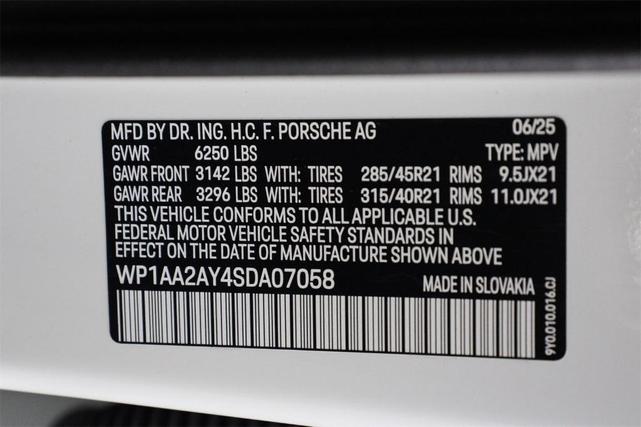 MFD BY DR. ING. H.C. F. PORSCHE AG 06/25
GVWR 6250 LBS TYPE: MPV
GAWR FRONT 3142 LBS WITH: TIRES 285/45R21 RIMS 9.5JX21
GAWR REAR 3296 LBS WITH: TIRES 315/40R21 RIMS 11.0JX21
THIS VEHICLE CONFORMS TO ALL APPLICABLE U.S.
FEDERAL MOTOR VEHICLE SAFETY STANDARDS IN
EFFECT ON THE DATE OF MANUFACTURE SHOWN ABOVE
WP1AA2AY4SDA07058 MADE IN SLOVAKIA
9Y0.010.016.CJ